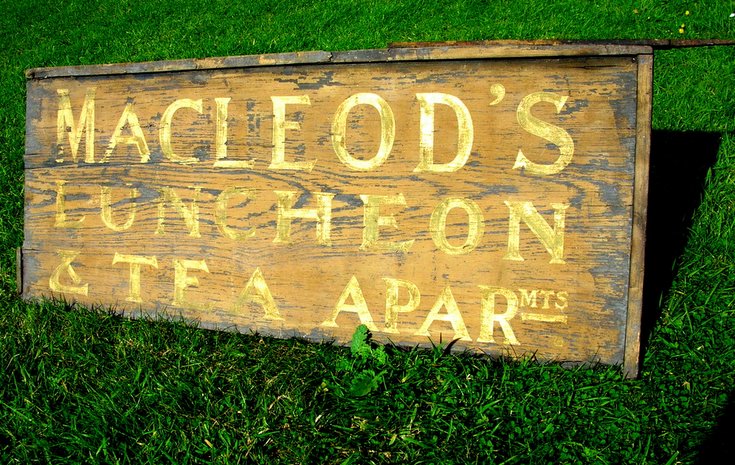 MACLEOD'S
LUNCHEON
& TEA APARMTS